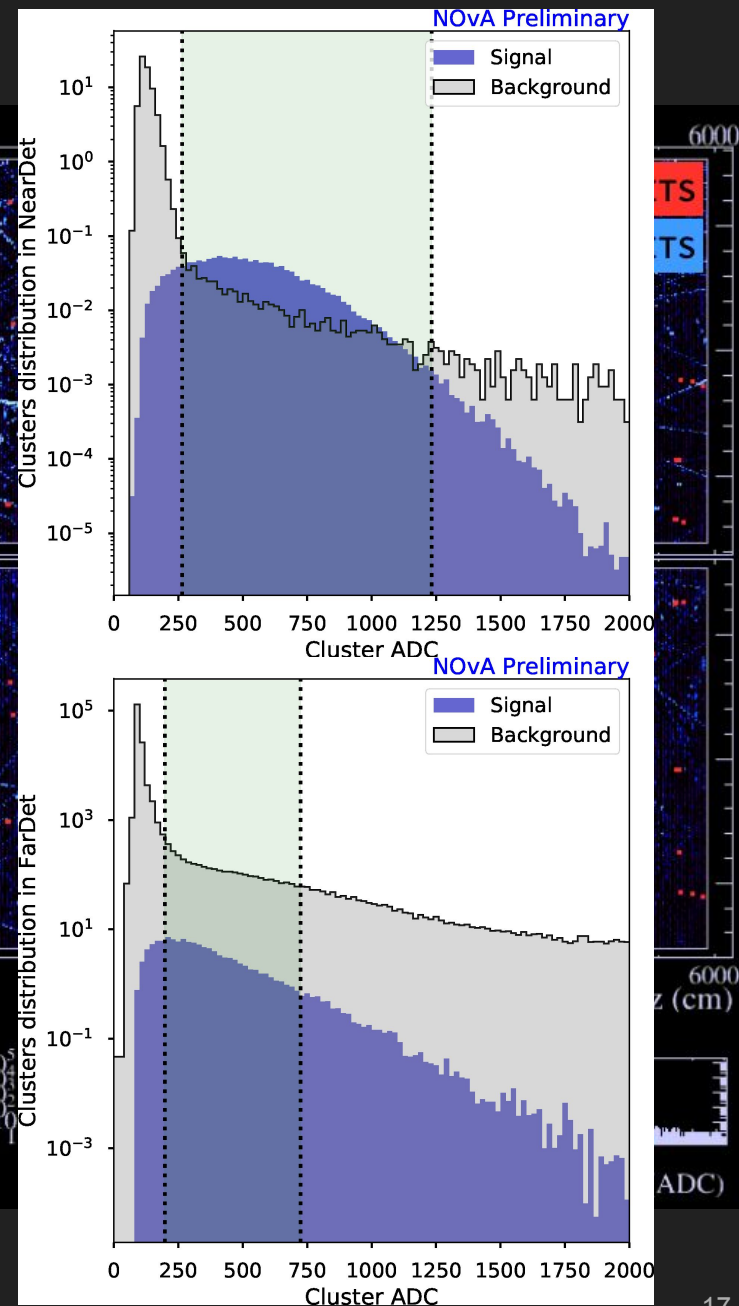 NOvA Preliminary
Signal
Background
Clusters distribution in NearDet
10¹
10⁰
10⁻¹
10⁻²
10⁻³
10⁻⁴
10⁻⁵
0 250 500 750 1000 1250 1500 1750 2000
Cluster ADC
NOvA Preliminary
Signal
Background
Clusters distribution in FarDet
10⁵
10³
10¹
10⁻¹
10⁻³
0 250 500 750 1000 1250 1500 1750 2000
Cluster ADC
6000
TS
TS
6000
z (cm)
ADC)
17